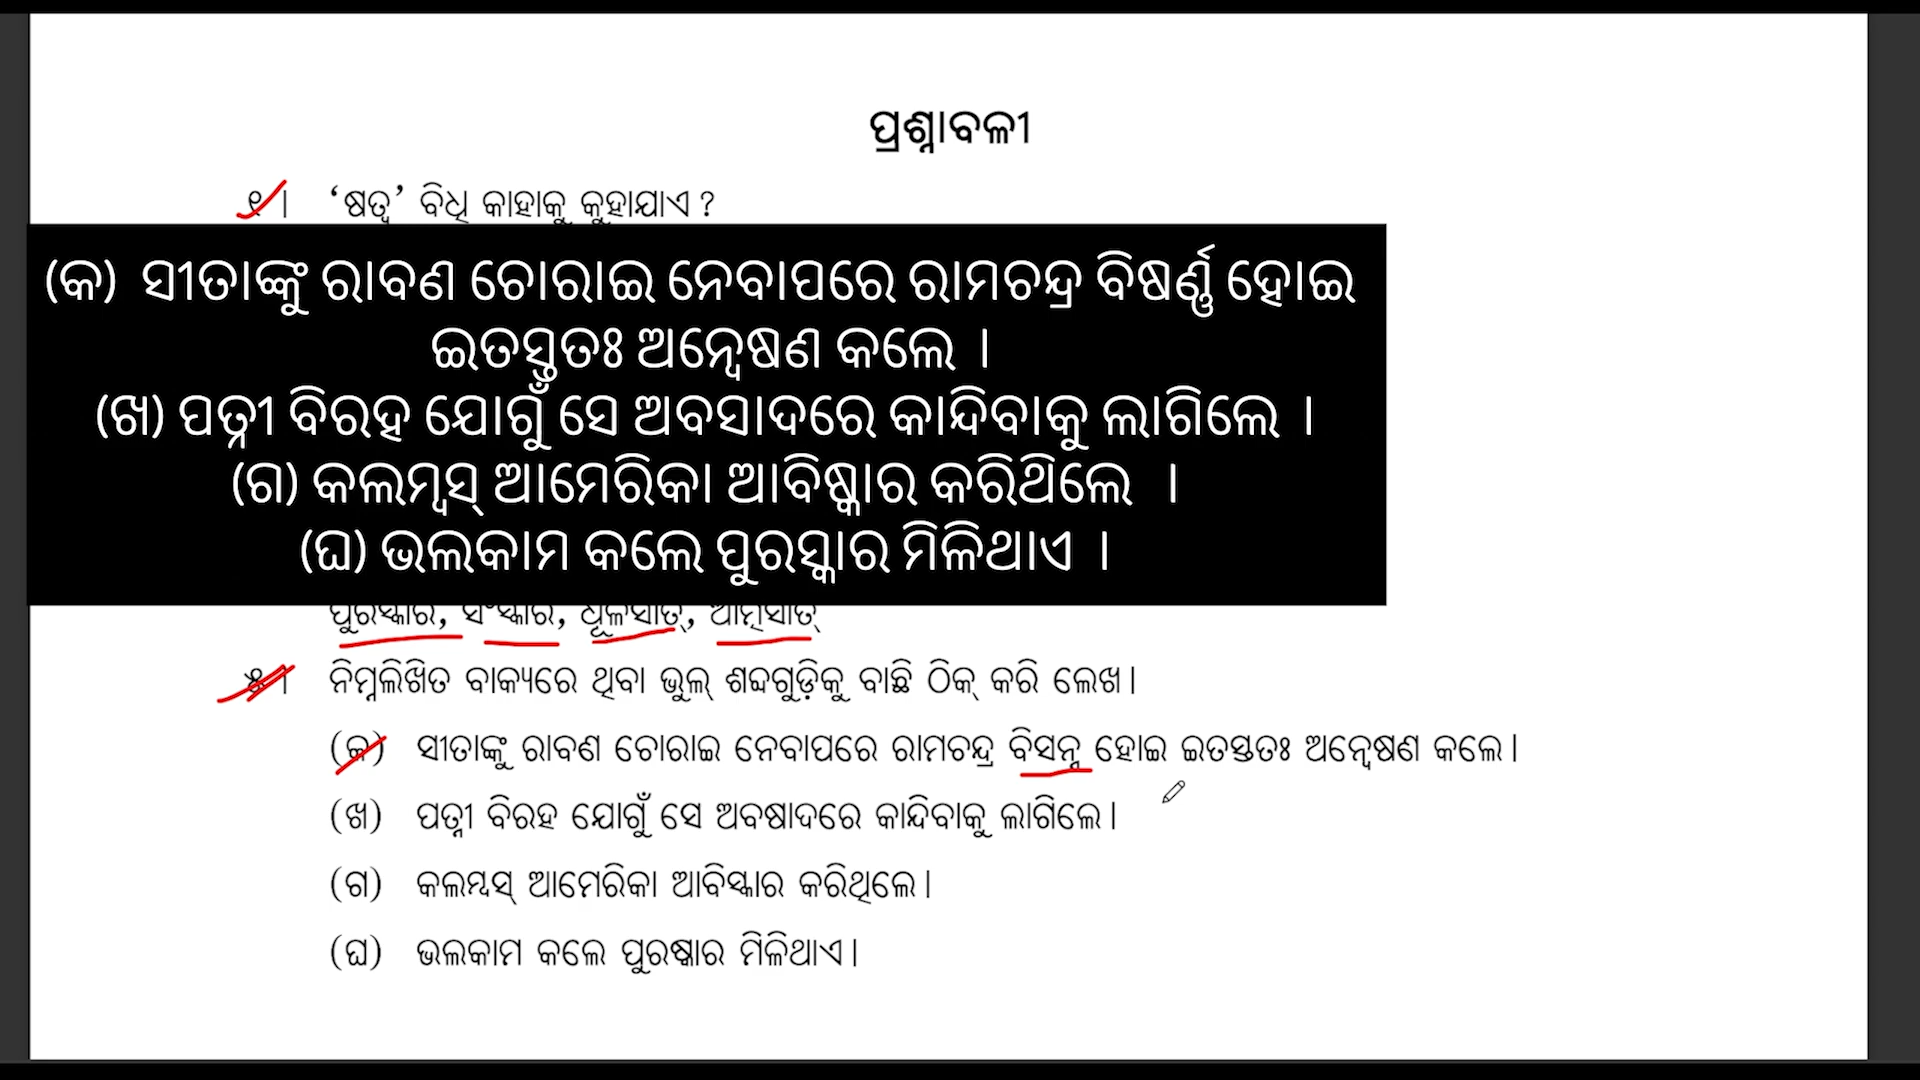 ପ୍ରଶ୍ନାବଳୀ
୧। ‘ଷତ୍ୱ’ ବିଧି କାହାକୁ କୁହାଯାଏ ?
(କ) ସୀତାଙ୍କୁ ରାବଣ ଚୋରାଇ ନେବାପରେ ରାମଚନ୍ଦ୍ର ବିଷର୍ଣ୍ଣ ହୋଇ
ଇତସ୍ତତଃ ଅନ୍ୱେଷଣ କଲେ ।
(ଖ) ପତ୍ନୀ ବିରହ ଯୋଗୁଁ ସେ ଅବସାଦରେ କାନ୍ଦିବାକୁ ଲାଗିଲେ ।
(ଗ) କଲମ୍ବସ୍ ଆମେରିକା ଆବିଷ୍କାର କରିଥିଲେ ।
(ଘ) ଭଲକାମ କଲେ ପୁରସ୍କାର ମିଳିଥାଏ ।
ପୁରସ୍କାର, ସଂସ୍କାର, ଧୂଳିସାତ୍, ଆତ୍ମସାତ୍
୫। ନିମ୍ନଲିଖିତ ବାକ୍ୟରେ ଥିବା ଭୁଲ୍ ଶବ୍ଦଗୁଡ଼ିକୁ ବାଛି ଠିକ୍ କରି ଲେଖ।
(କ) ସୀତାଙ୍କୁ ରାବଣ ଚୋରାଇ ନେବାପରେ ରାମଚନ୍ଦ୍ର ବିସନ୍ନ ହୋଇ ଇତସ୍ତତଃ ଅନ୍ୱେଷଣ କଲେ।
(ଖ) ପତ୍ନୀ ବିରହ ଯୋଗୁଁ ସେ ଅବଷାଦରେ କାନ୍ଦିବାକୁ ଲାଗିଲେ।
(ଗ) କଲମ୍ବସ୍ ଆମେରିକା ଆବିସ୍କାର କରିଥିଲେ।
(ଘ) ଭଲକାମ କଲେ ପୁରଷ୍କାର ମିଳିଥାଏ।